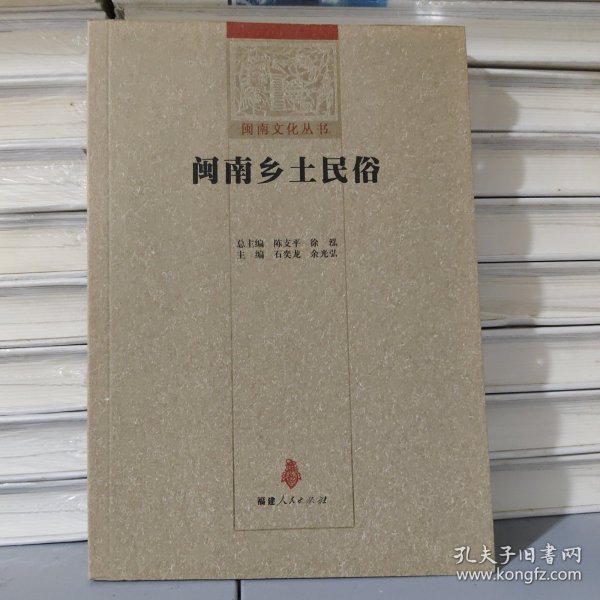 闽南文化丛书
闽南乡土民俗
总主编 陈支平 徐泓
主编 石奕龙 余光弘
福建人民出版社
孔夫子旧书网
www.kongfz.com